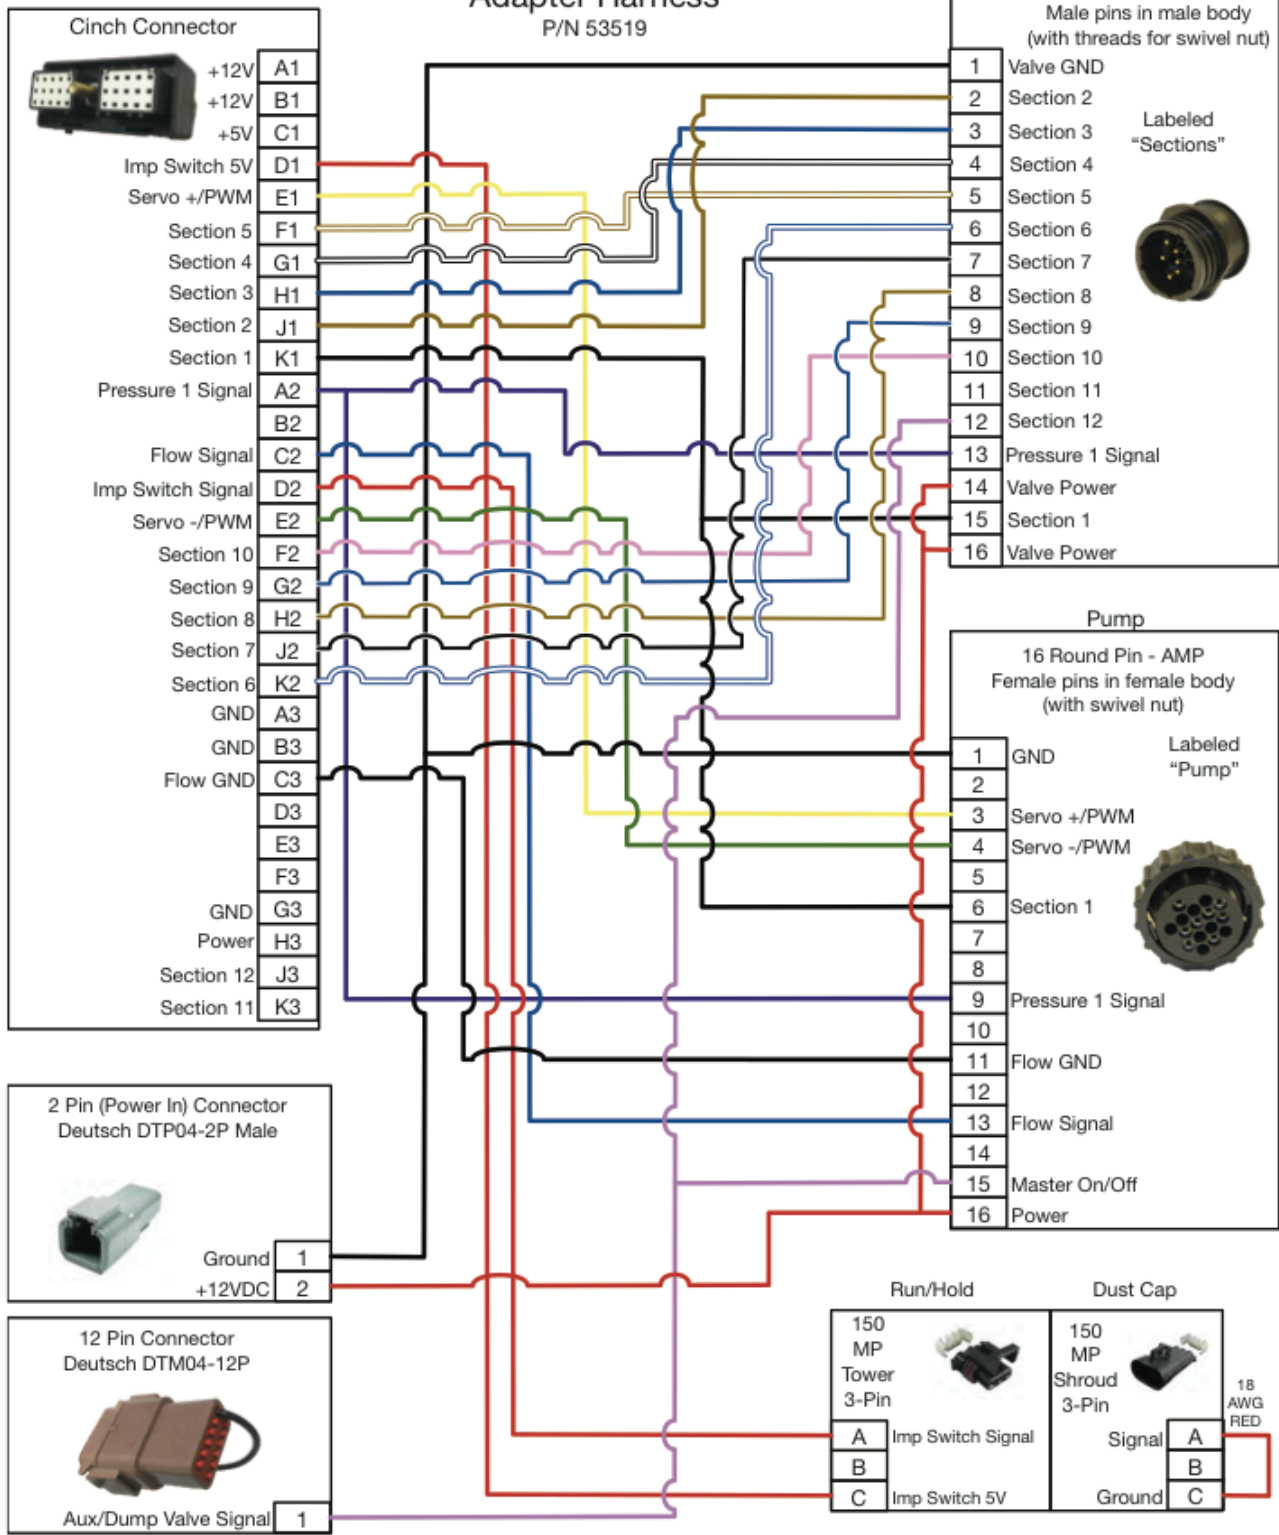 Adapter Harness
P/N 53519
Cinch Connector
+12V A1
+12V B1
+5V C1
Imp Switch 5V D1
Servo +/PWM E1
Section 5 F1
Section 4 G1
Section 3 H1
Section 2 J1
Section 1 K1
Pressure 1 Signal A2
B2
Flow Signal C2
Imp Switch Signal D2
Servo -/PWM E2
Section 10 F2
Section 9 G2
Section 8 H2
Section 7 J2
Section 6 K2
GND A3
GND B3
Flow GND C3
D3
E3
F3
GND G3
Power H3
Section 12 J3
Section 11 K3
Male pins in male body
(with threads for swivel nut)
1 Valve GND
2 Section 2
3 Section 3
4 Section 4
5 Section 5
6 Section 6
7 Section 7
8 Section 8
9 Section 9
10 Section 10
11 Section 11
12 Section 12
13 Pressure 1 Signal
14 Valve Power
15 Section 1
16 Valve Power
Labeled
“Sections”
Pump
16 Round Pin - AMP
Female pins in female body
(with swivel nut)
Labeled
“Pump”
1 GND
2
3 Servo +/PWM
4 Servo -/PWM
5
6 Section 1
7
8
9 Pressure 1 Signal
10
11 Flow GND
12
13 Flow Signal
14
15 Master On/Off
16 Power
2 Pin (Power In) Connector
Deutsch DTP04-2P Male
Ground 1
+12VDC 2
12 Pin Connector
Deutsch DTM04-12P
Aux/Dump Valve Signal 1
Run/Hold
150
MP
Tower
3-Pin
A Imp Switch Signal
B
C Imp Switch 5V
Dust Cap
150
MP
Shroud
3-Pin
18
AWG
RED
Signal A
B
Ground C